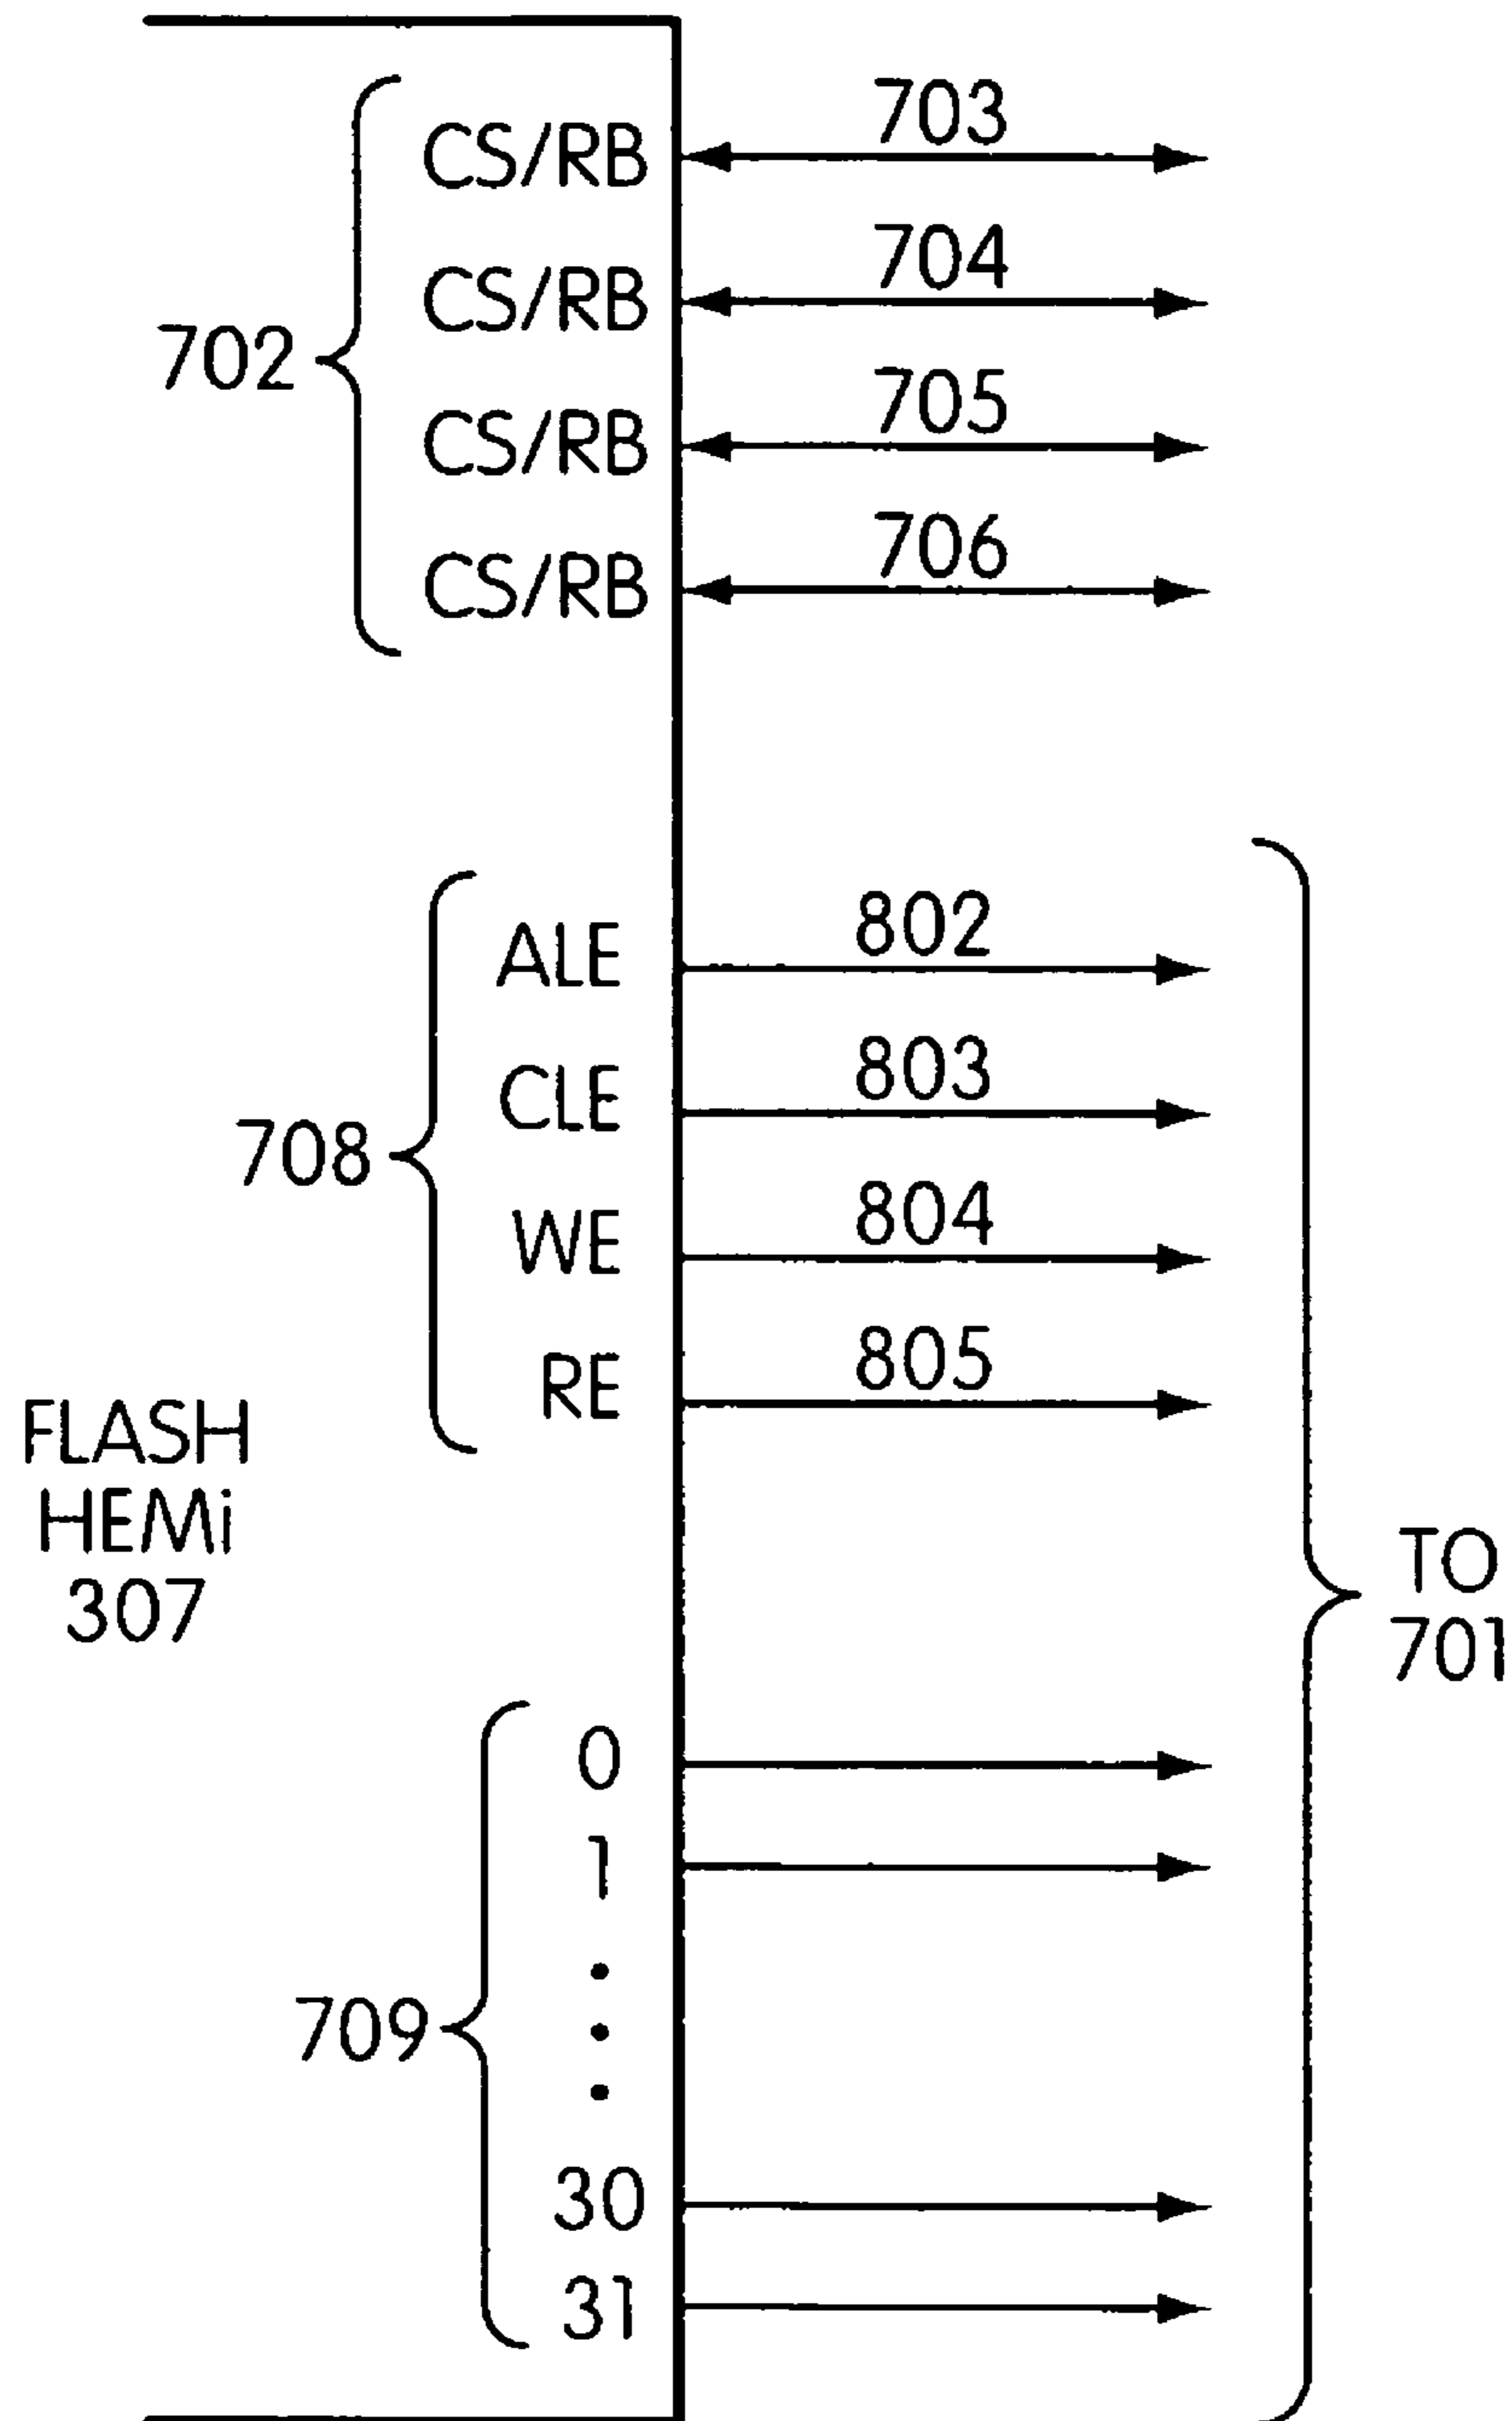 703
CS/RB
704
CS/RB
702
705
CS/RB
706
CS/RB
802
ALE
803
CLE
708
804
WE
805
RE
FLASH
HEMi
307
TO
701
0
1
709
30
31